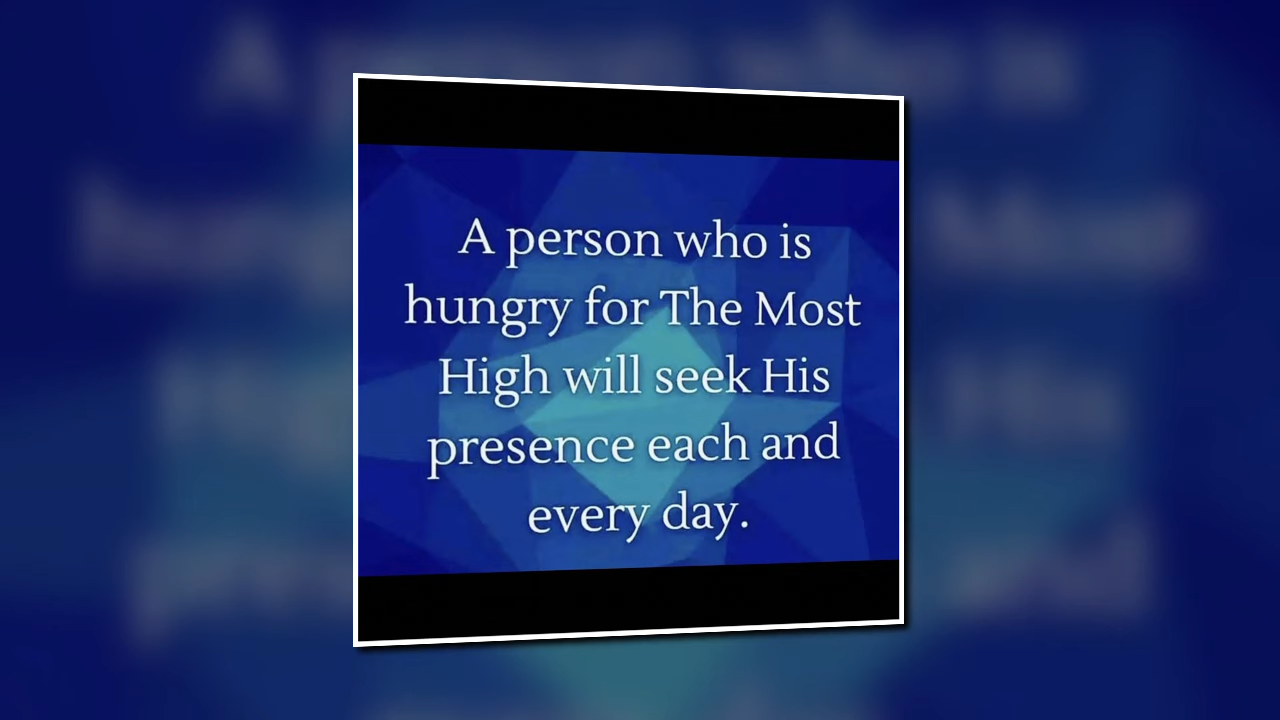 A person who is
hungry for The Most
High will seek His
presence each and
every day.